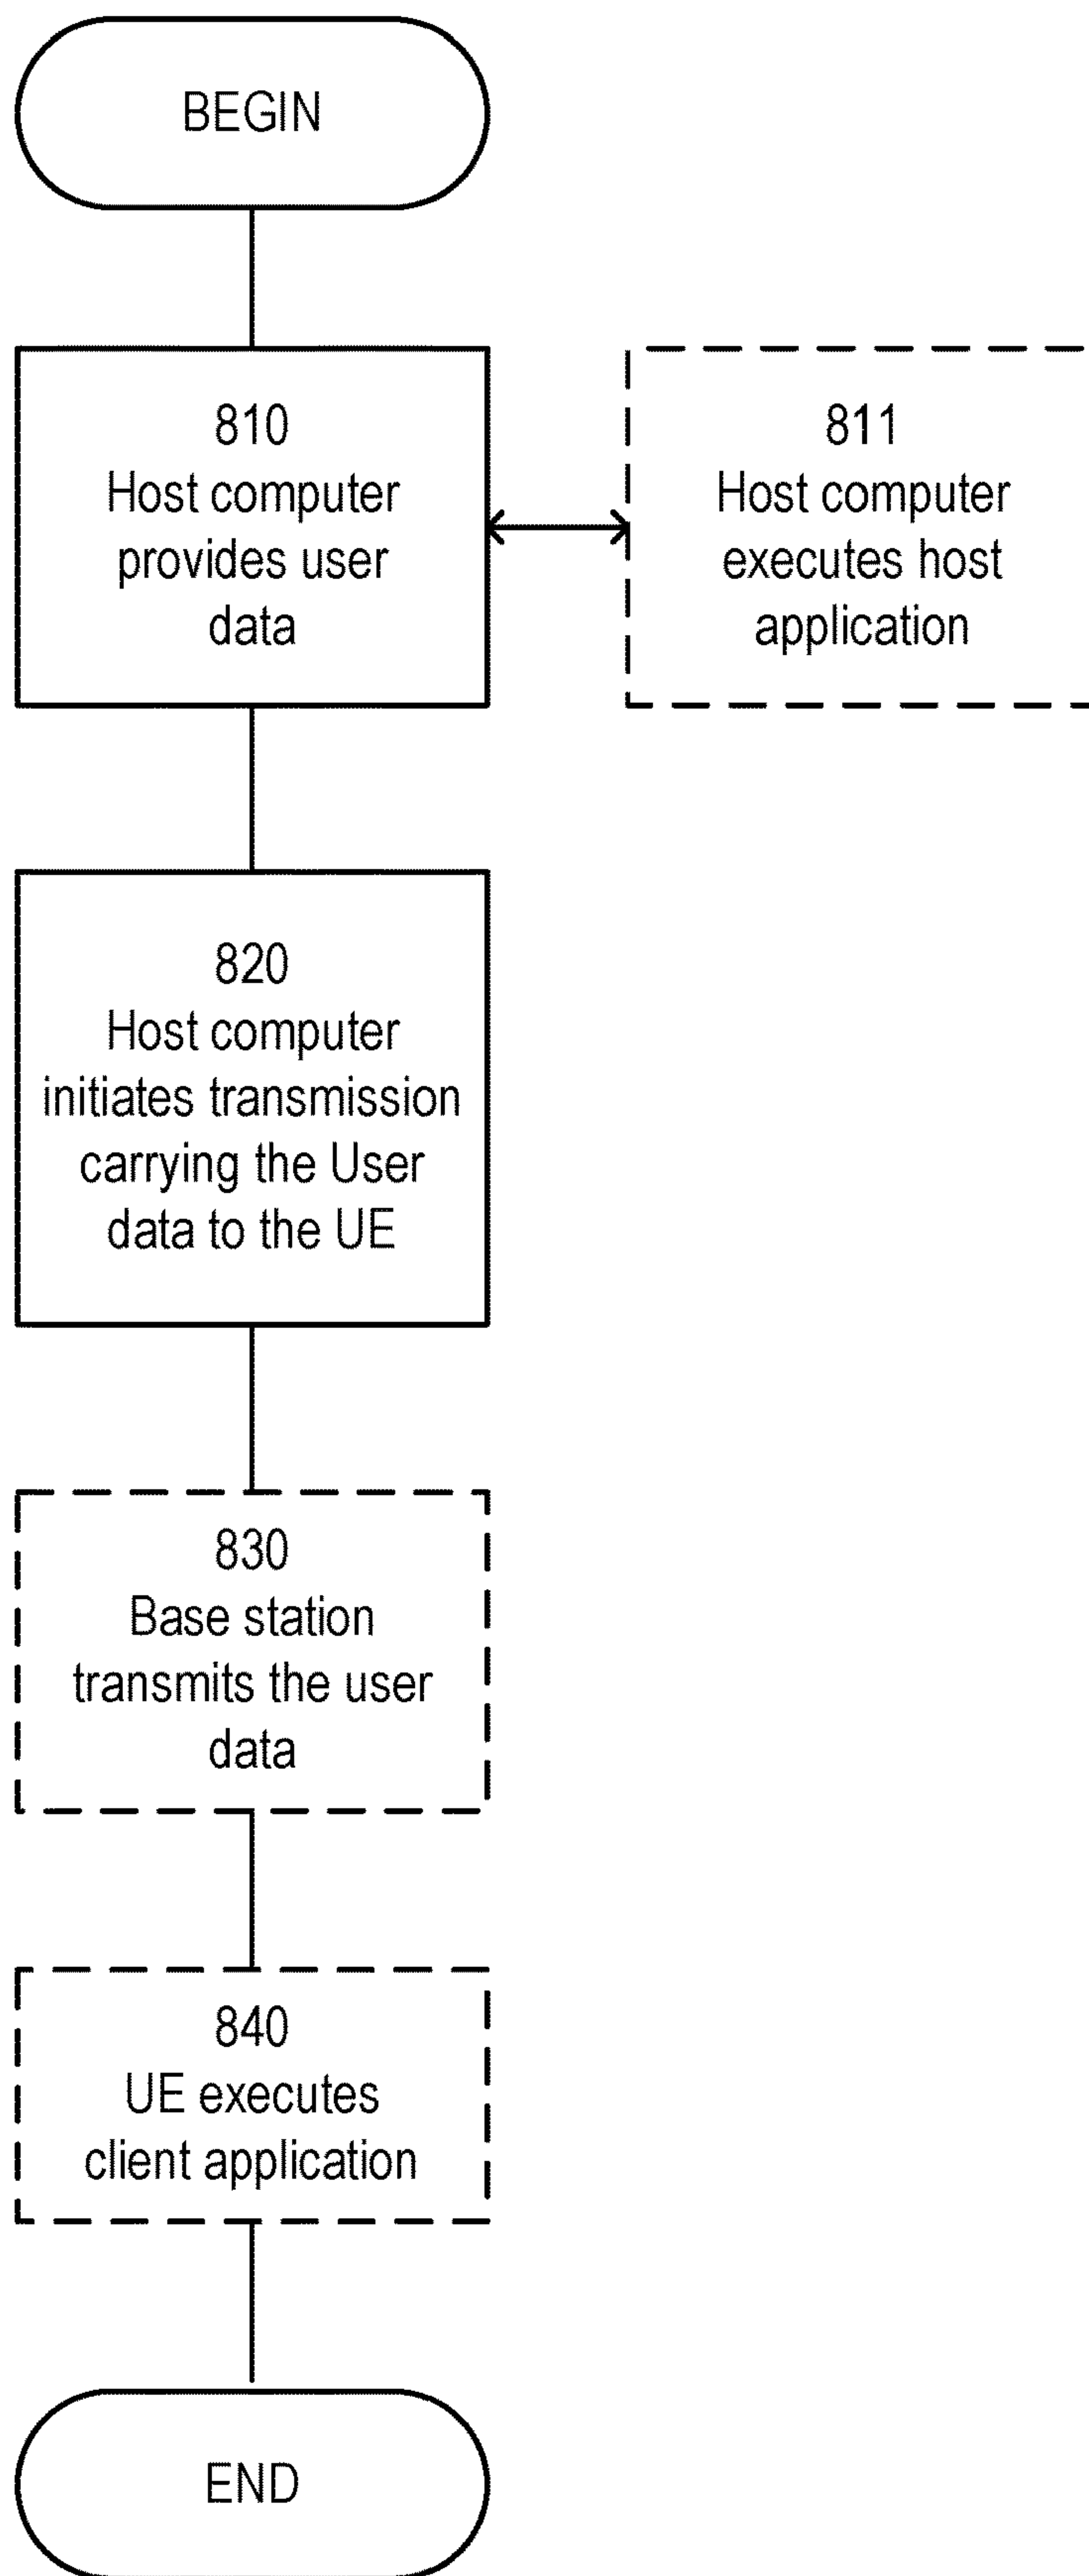 BEGIN
810
Host computer
provides user
data
811
Host computer
executes host
application
820
Host computer
initiates transmission
carrying the User
data to the UE
830
Base station
transmits the user
data
840
UE executes
client application
END